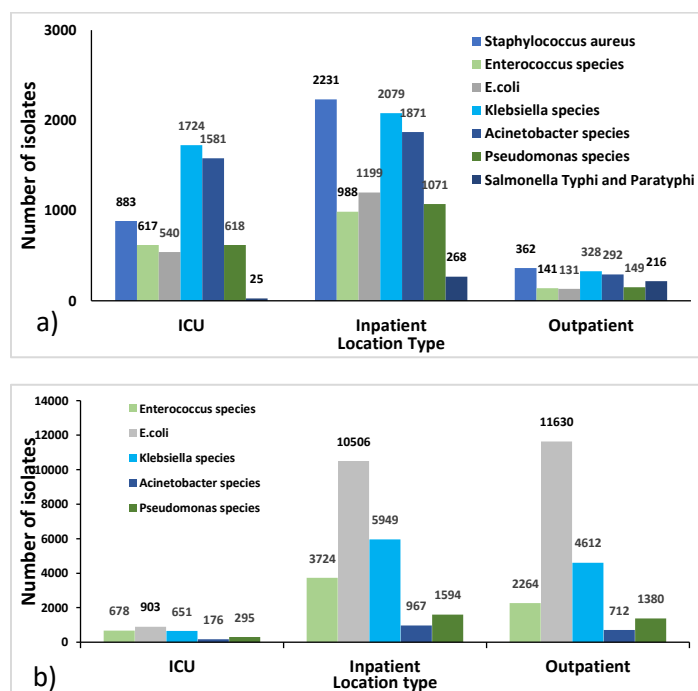 3000
2000
1000
0
Number of isolates
Staphylococcus aureus
Enterococcus species
E.coli
Klebsiella species
Acinetobacter species
Pseudomonas species
Salmonella Typhi and Paratyphi
883
617
540
1724
1581
618
25
2231
988
1199
2079
1871
1071
268
362
141
131
328
292
149
216
ICU
Inpatient
Outpatient
Location Type
a)
14000
12000
10000
8000
6000
4000
2000
0
Number of isolates
Enterococcus species
E.coli
Klebsiella species
Acinetobacter species
Pseudomonas species
678
903
651
176
295
3724
10506
5949
967
1594
2264
11630
4612
712
1380
ICU
Inpatient
Outpatient
Location type
b)